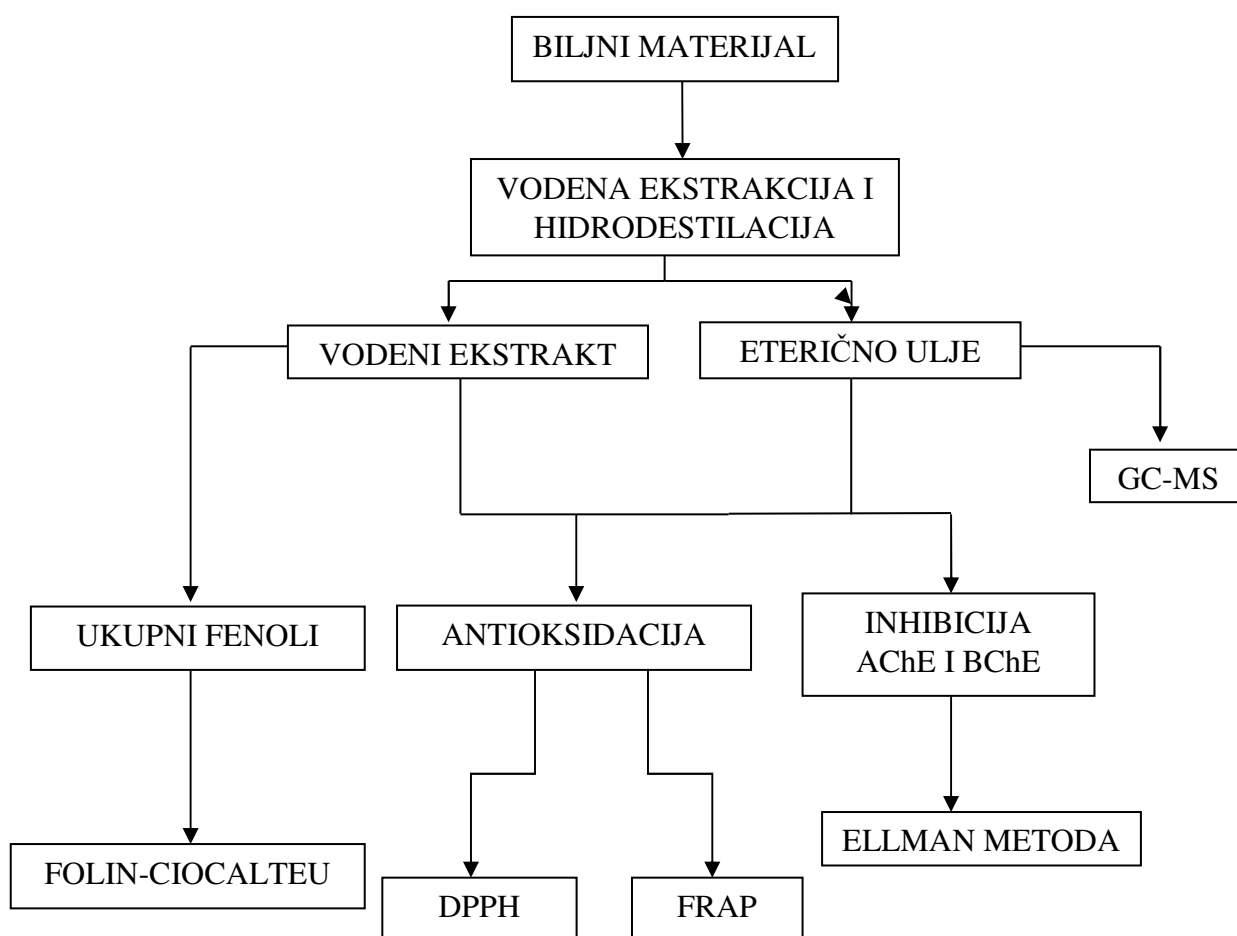 BILJNI MATERIJAL
VODENA EKSTRAKCIJA I
HIDRODESTILACIJA
VODENI EKSTRAKT
ETERIČNO ULJE
GC-MS
UKUPNI FENOLI
ANTIOKSIDACIJA
INHIBICIJA
AChE I BChE
FOLIN-CIOCALTEU
DPPH
FRAP
ELLMAN METODA